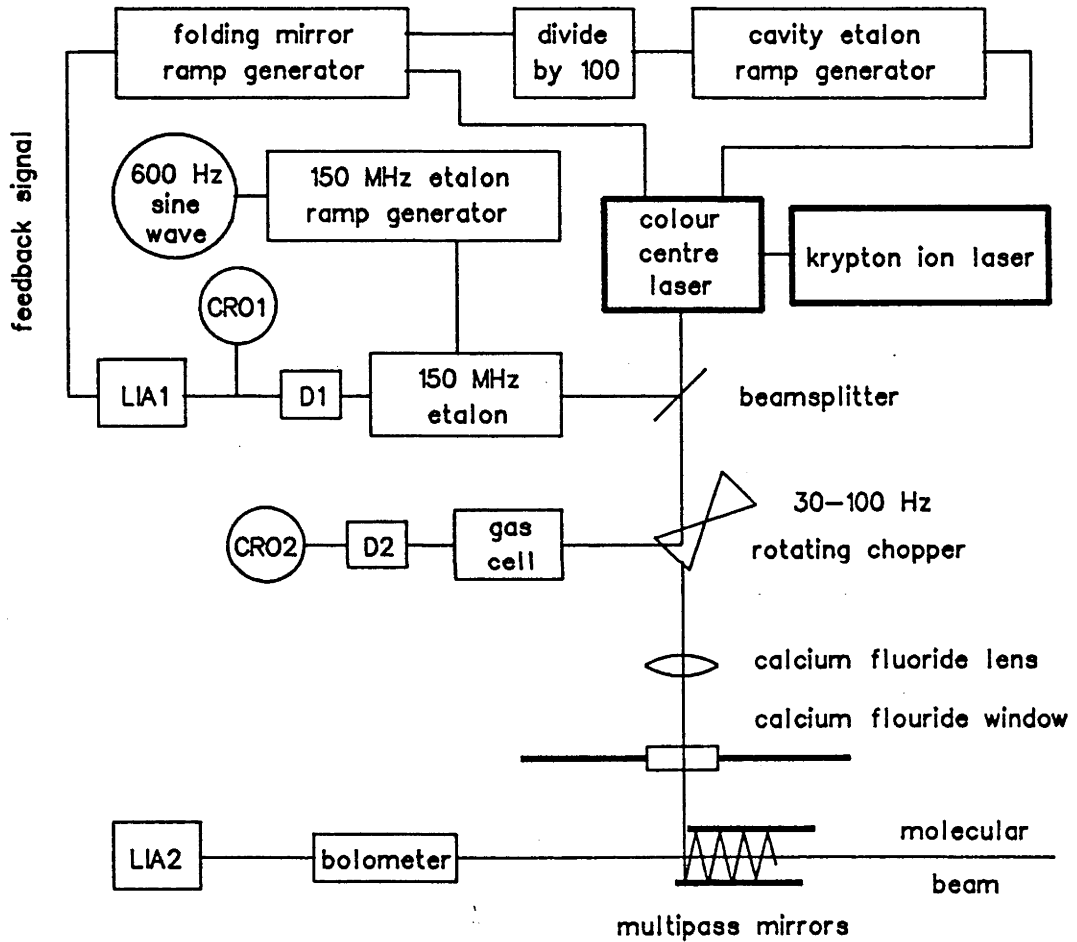 folding mirror
ramp generator
divide
by 100
cavity etalon
ramp generator
feedback signal
600 Hz
sine
wave
150 MHz etalon
ramp generator
colour
centre
laser
krypton ion laser
CRO1
LIA1
D1
150 MHz
etalon
beamsplitter
30-100 Hz
rotating chopper
CRO2
D2
gas
cell
calcium fluoride lens
calcium flouride window
LIA2
bolometer
molecular
beam
multipass mirrors